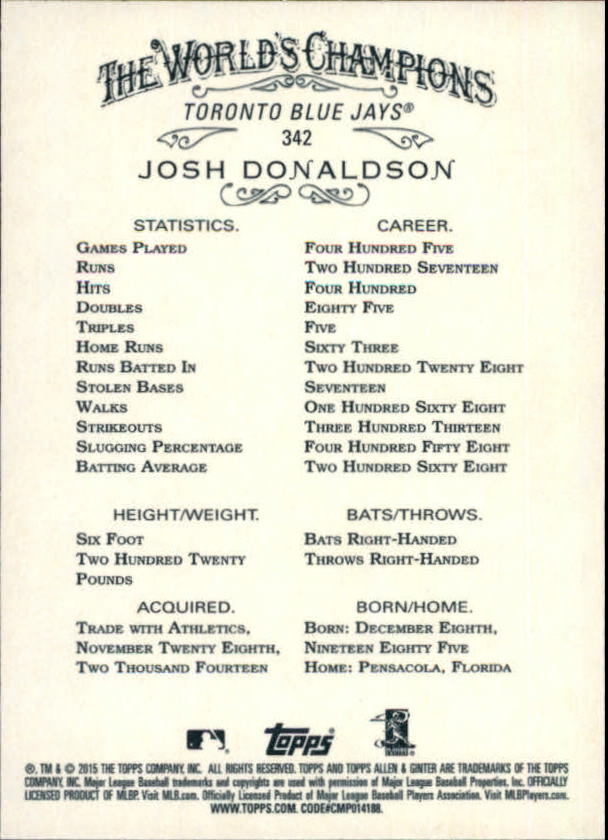 THE WORLD'S CHAMPIONS
TORONTO BLUE JAYS®
342
JOSH DONALDSON
STATISTICS. CAREER.
GAMES PLAYED FOUR HUNDRED FIVE
RUNS TWO HUNDRED SEVENTEEN
HITS FOUR HUNDRED
DOUBLES EIGHTY FIVE
TRIPLES FIVE
HOME RUNS SIXTY THREE
RUNS BATTED IN TWO HUNDRED TWENTY EIGHT
STOLEN BASES SEVENTEEN
WALKS ONE HUNDRED SIXTY EIGHT
STRIKEOUTS THREE HUNDRED THIRTEEN
SLUGGING PERCENTAGE FOUR HUNDRED FIFTY EIGHT
BATTING AVERAGE TWO HUNDRED SIXTY EIGHT
HEIGHT/WEIGHT. BATS/THROWS.
SIX FOOT BATS RIGHT-HANDED
TWO HUNDRED TWENTY THROWS RIGHT-HANDED
POUNDS
ACQUIRED. BORN/HOME.
TRADE WITH ATHLETICS, BORN: DECEMBER EIGHTH,
NOVEMBER TWENTY EIGHTH, NINETEEN EIGHTY FIVE
TWO THOUSAND FOURTEEN HOME: PENSACOLA, FLORIDA
Topps
®, TM & © 2015 THE TOPPS COMPANY, INC. ALL RIGHTS RESERVED. TOPPS AND TOPPS ALLEN & GINTER ARE TRADEMARKS OF THE TOPPS
COMPANY, INC. Major League Baseball trademarks and copyrights are used with permission of Major League Baseball Properties, Inc. OFFICIALLY
LICENSED PRODUCT OF MLBP. Visit MLB.com. Officially Licensed Product of Major League Baseball Players Association. Visit MLBPlayers.com.
WWW.TOPPS.COM. CODE#CMP014188.